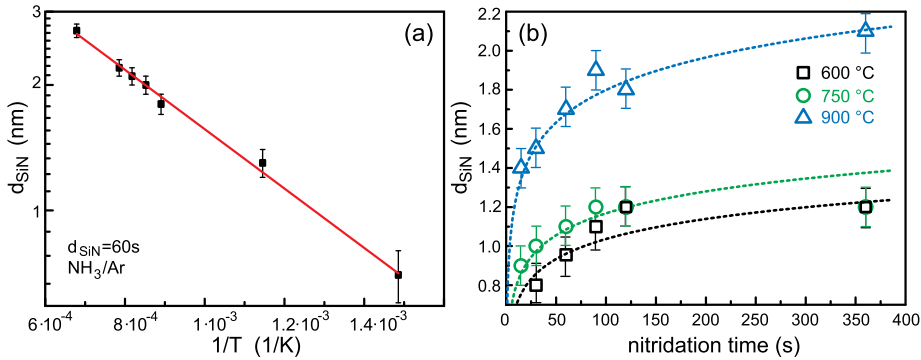 (a)
3
2
1
d_SiN (nm)
d_SiN=60s
NH_3/Ar
6·10^-4 8·10^-4 1·10^-3 1.2·10^-3 1.4·10^-3
1/T (1/K)
(b)
2.2
2.0
1.8
1.6
1.4
1.2
1.0
0.8
d_SiN (nm)
600 °C
750 °C
900 °C
0 50 100 150 200 250 300 350 400
nitridation time (s)